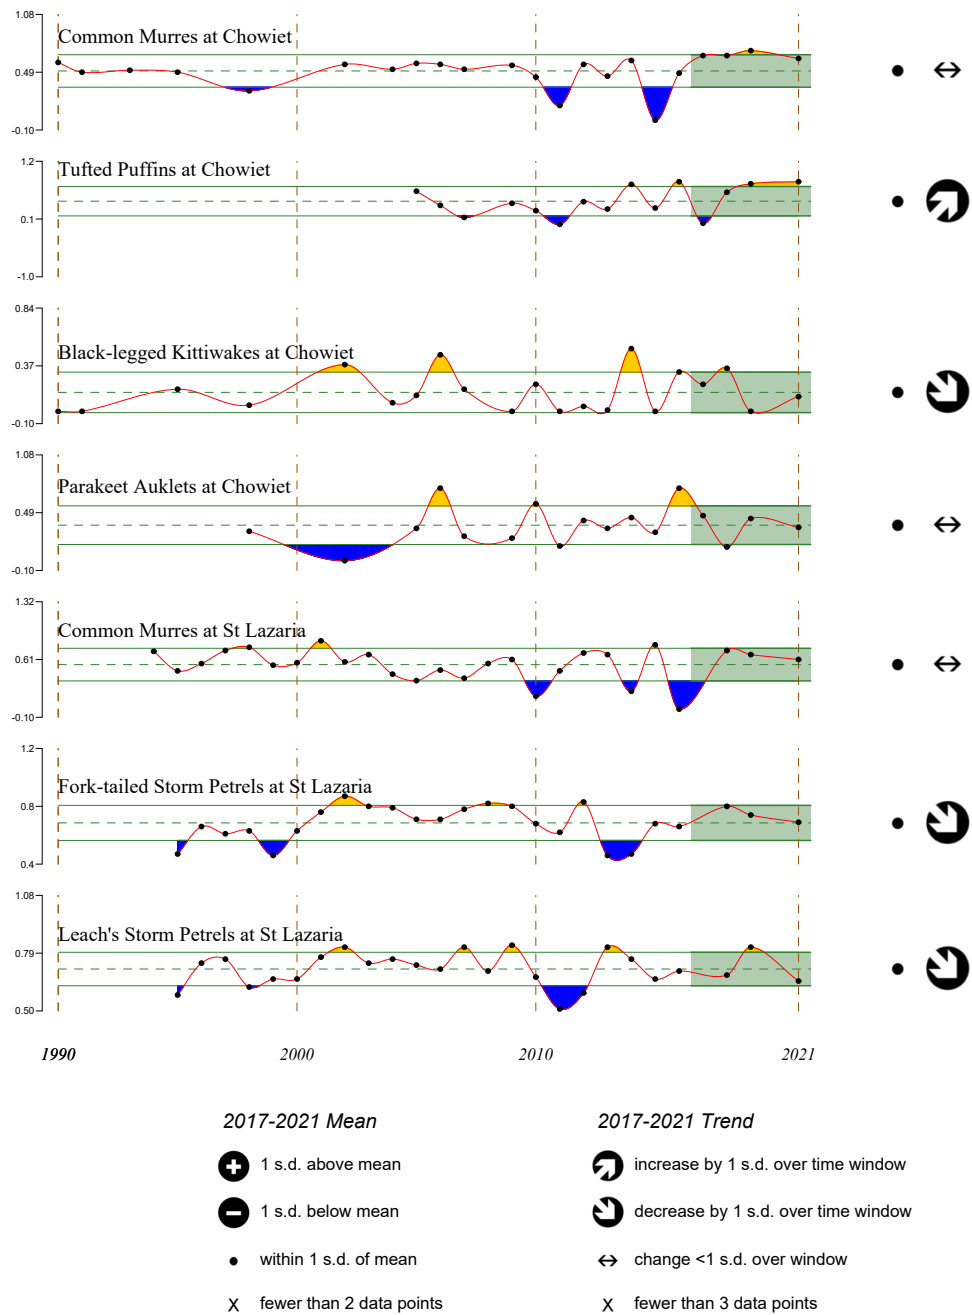 1.08
Common Murres at Chowiet
0.49
-0.10
1.2
Tufted Puffins at Chowiet
0.1
-1.0
0.84
Black-legged Kittiwakes at Chowiet
0.37
-0.10
1.08
Parakeet Auklets at Chowiet
0.49
-0.10
1.32
Common Murres at St Lazaria
0.61
-0.10
1.2
Fork-tailed Storm Petrels at St Lazaria
0.8
0.4
1.08
Leach's Storm Petrels at St Lazaria
0.79
0.50
1990 2000 2010 2021
2017-2021 Mean
1 s.d. above mean
1 s.d. below mean
within 1 s.d. of mean
X fewer than 2 data points
2017-2021 Trend
increase by 1 s.d. over time window
decrease by 1 s.d. over time window
change <1 s.d. over window
X fewer than 3 data points